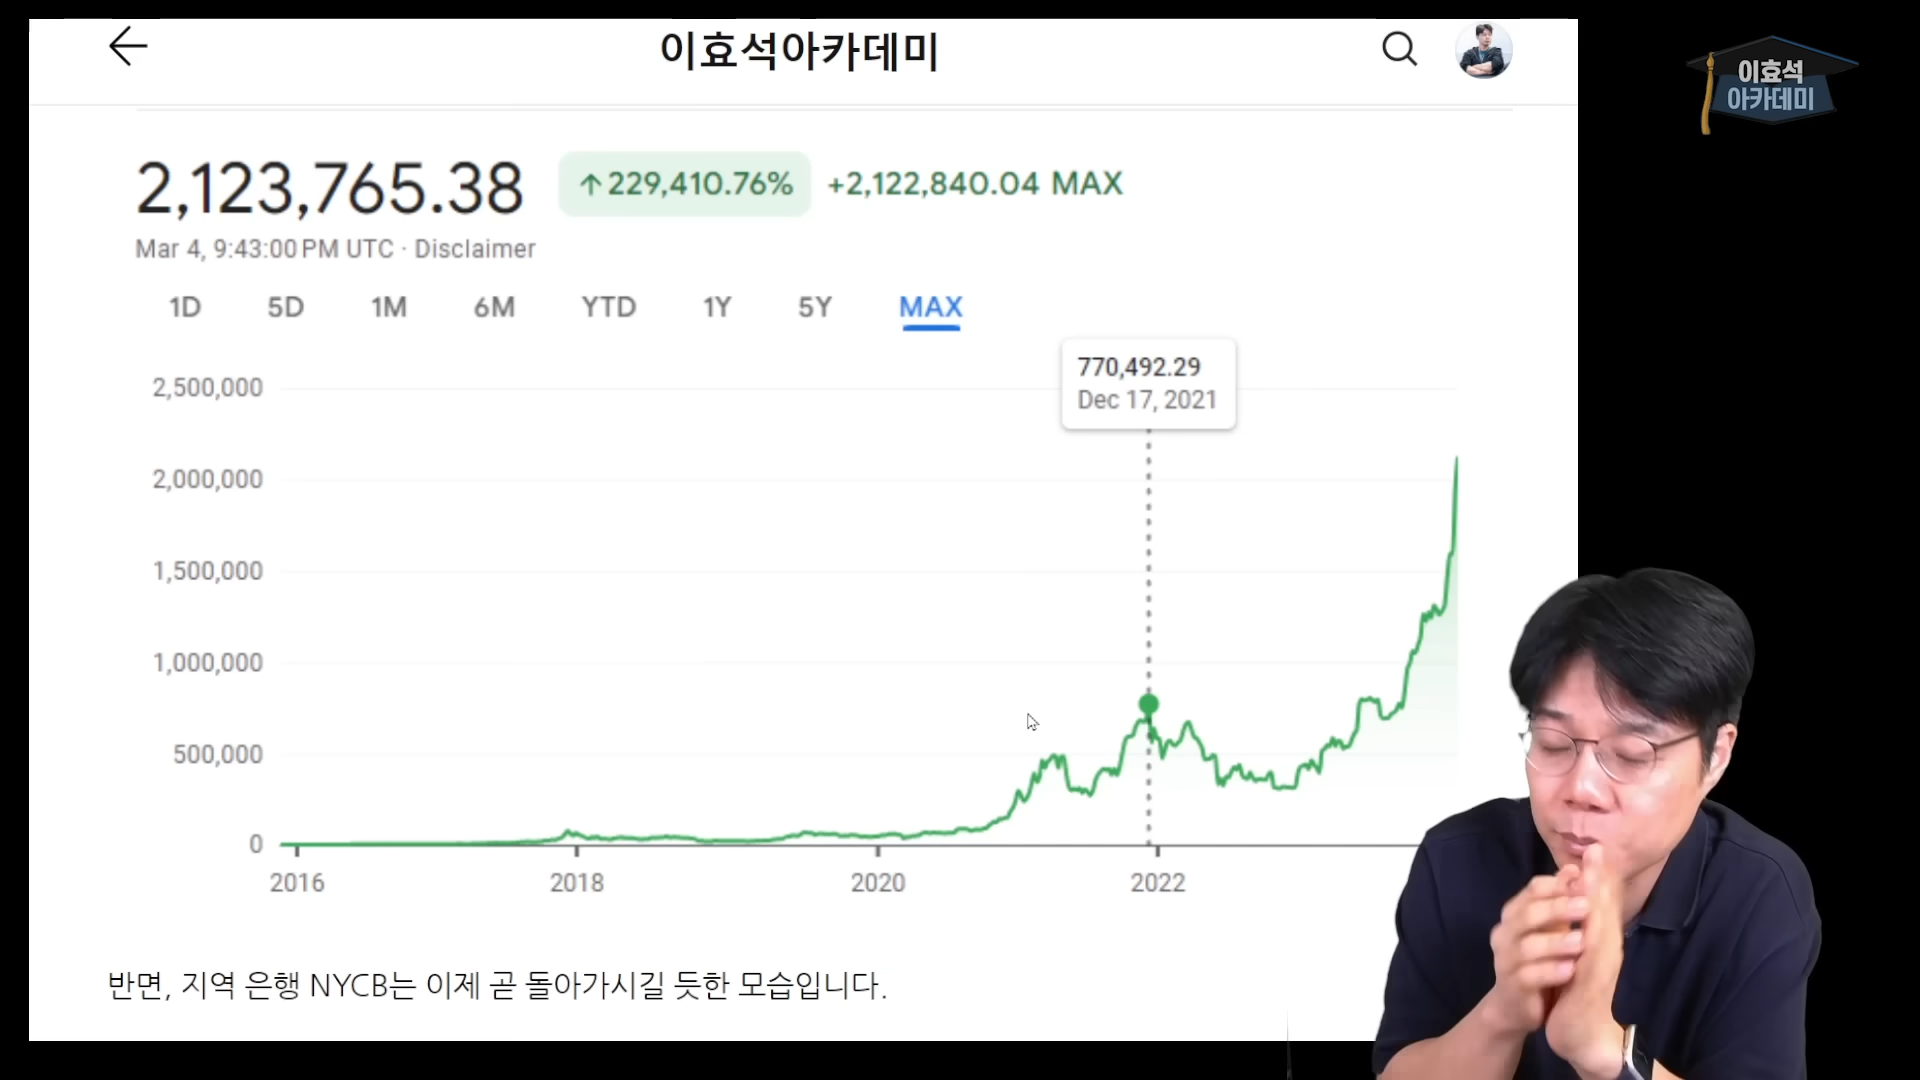 이효석아카데미
이효석
아카데미
2,123,765.38 ↑229,410.76% +2,122,840.04 MAX
Mar 4, 9:43:00 PM UTC · Disclaimer
1D 5D 1M 6M YTD 1Y 5Y MAX
770,492.29
Dec 17, 2021
2,500,000
2,000,000
1,500,000
1,000,000
500,000
0
2016 2018 2020 2022
반면, 지역 은행 NYCB는 이제 곧 돌아가시길 듯한 모습입니다.